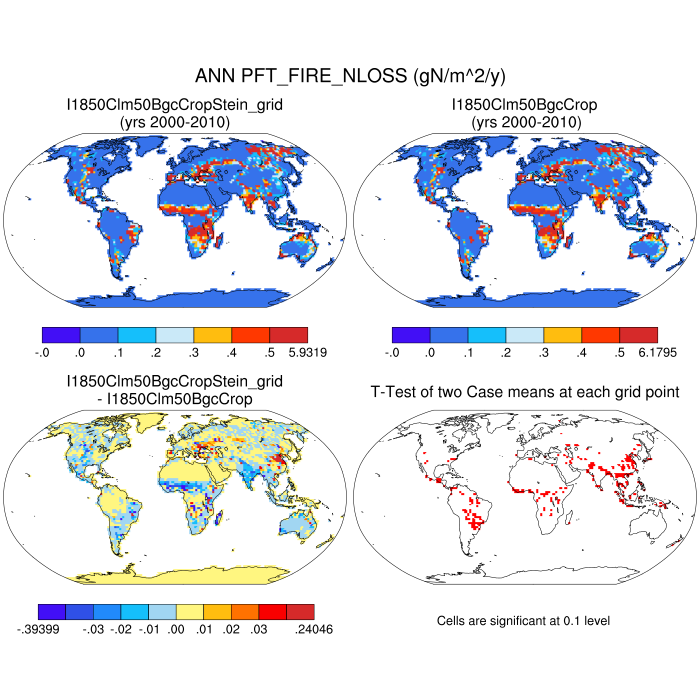 ANN PFT_FIRE_NLOSS (gN/m^2/y)
I1850Clm50BgcCropStein_grid
(yrs 2000-2010)
I1850Clm50BgcCrop
(yrs 2000-2010)
-.0 .0 .1 .2 .3 .4 .5 5.9319
-.0 .0 .1 .2 .3 .4 .5 6.1795
I1850Clm50BgcCropStein_grid
- I1850Clm50BgcCrop
T-Test of two Case means at each grid point
-.39399 -.03 -.02 -.01 .00 .01 .02 .03 .24046
Cells are significant at 0.1 level